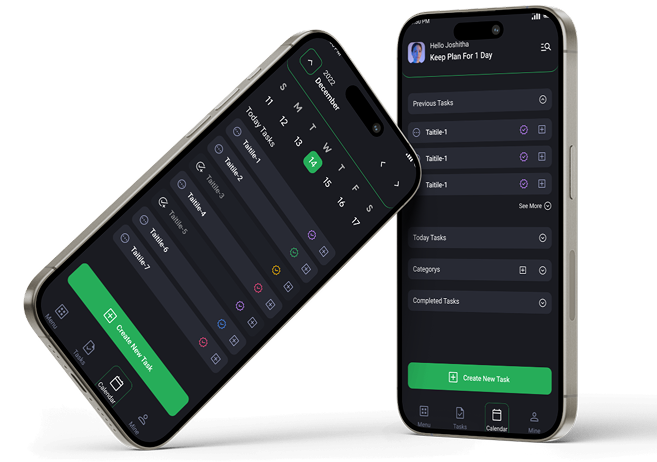 2022
December
S
M
T
W
T
F
S
11
12
13
14
15
16
17
Today Tasks
Taitile-1
Taitile-2
Taitile-3
Taitile-4
Taitile-5
Taitile-6
Taitile-7
Create New Task
Menu
Tasks
Calendar
Mine
PM
Hello Joshitha
Keep Plan For 1 Day
Previous Tasks
Taitile-1
Taitile-1
Taitile-1
See More
Today Tasks
Categorys
Completed Tasks
Create New Task
Menu
Tasks
Calendar
Mine